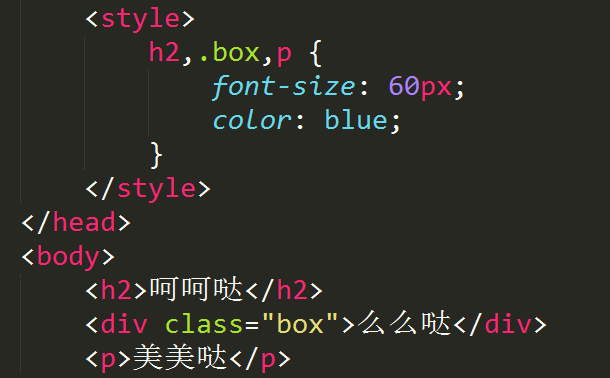 <style>
h2,.box,p {
font-size: 60px;
color: blue;
}
</style>
</head>
<body>
<h2>呵呵哒</h2>
<div class="box">么么哒</div>
<p>美美哒</p>